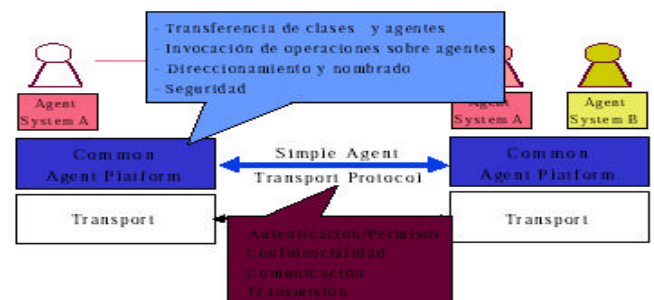 - Transferencia de clases y agentes
- Invocación de operaciones sobre agentes
- Direccionamiento y nombrado
- Seguridad
Agent
System A
Agent
System A
Agent
System B
Common
Agent Platform
Simple Agent
Transport Protocol
Common
Agent Platform
Transport
Transport
- Autenticación/Permisos
- Confidencialidad
- Comunicación
- Transmisión